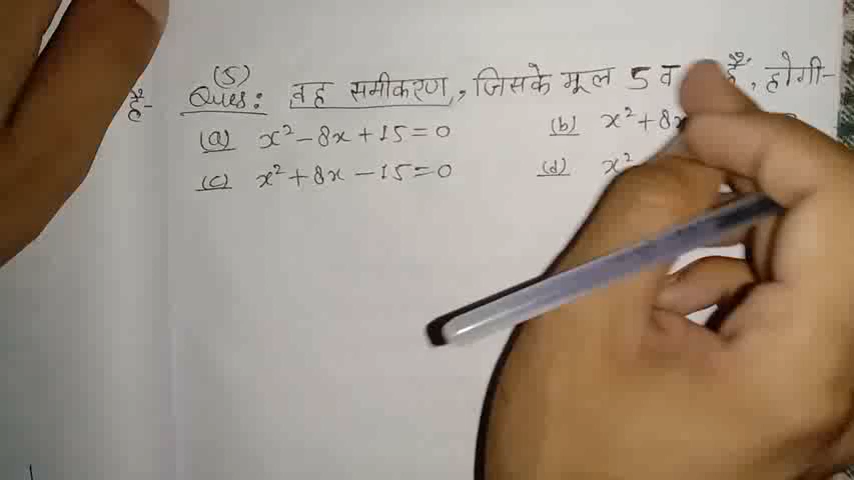 (5)
है- Ques: वह समीकरण, जिसके मूल 5 व हैं, होगी-
(a) x² - 8x + 15 = 0 (b) x² + 8x
(c) x² + 8x - 15 = 0 (d) x²